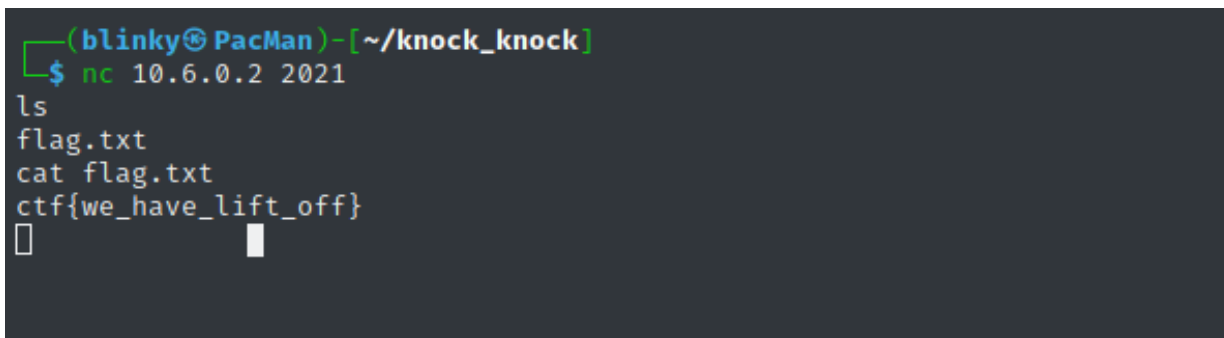 ┌──(blinky㉿PacMan)-[~/knock_knock]
└─$ nc 10.6.0.2 2021
ls
flag.txt
cat flag.txt
ctf{we_have_lift_off}